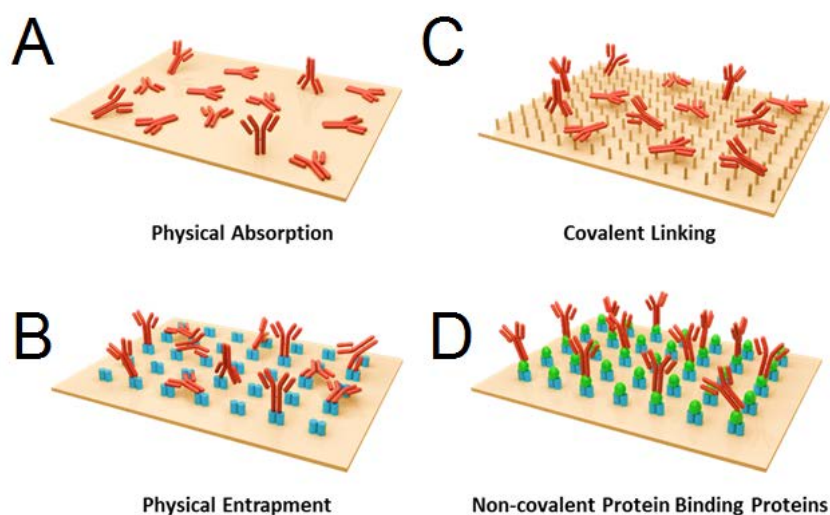 A
Physical Absorption
C
Covalent Linking
B
Physical Entrapment
D
Non-covalent Protein Binding Proteins